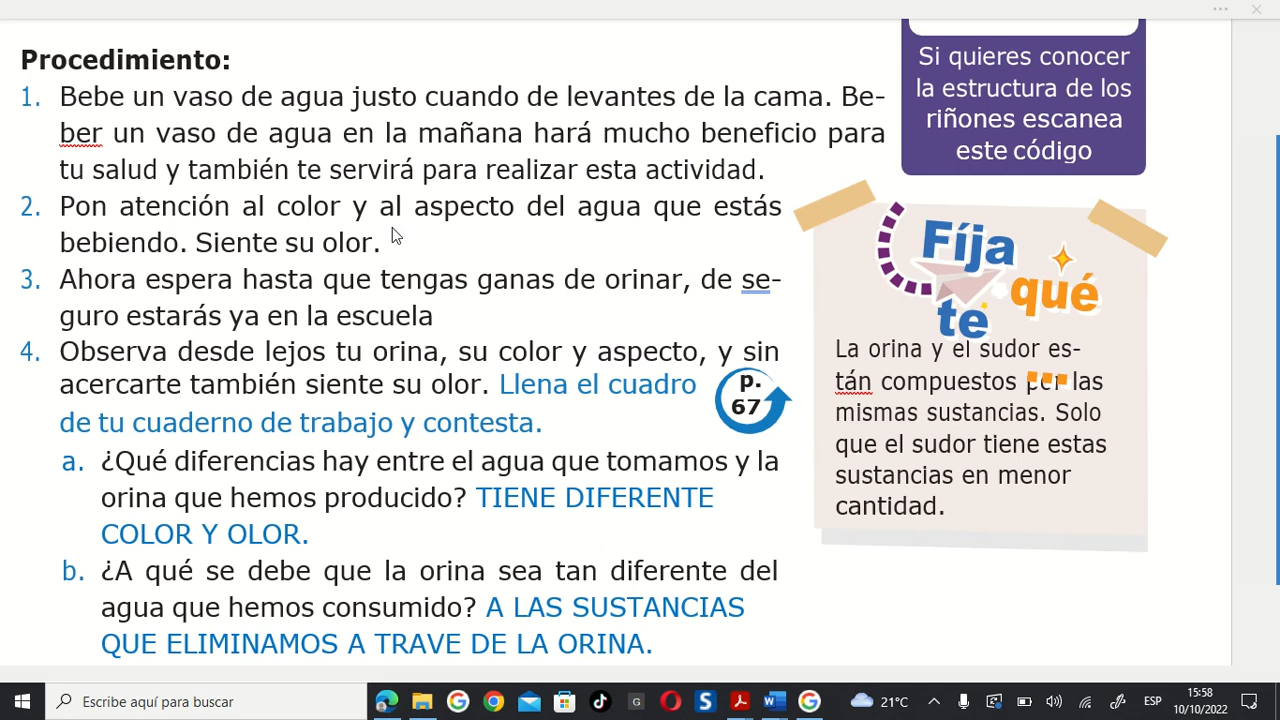 Procedimiento:
1. Bebe un vaso de agua justo cuando de levantes de la cama. Be-
ber un vaso de agua en la mañana hará mucho beneficio para
tu salud y también te servirá para realizar esta actividad.
2. Pon atención al color y al aspecto del agua que estás
bebiendo. Siente su olor.
3. Ahora espera hasta que tengas ganas de orinar, de se-
guro estarás ya en la escuela
4. Observa desde lejos tu orina, su color y aspecto, y sin
acercarte también siente su olor. Llena el cuadro
de tu cuaderno de trabajo y contesta.
p.
67
a. ¿Qué diferencias hay entre el agua que tomamos y la
orina que hemos producido? TIENE DIFERENTE
COLOR Y OLOR.
b. ¿A qué se debe que la orina sea tan diferente del
agua que hemos consumido? A LAS SUSTANCIAS
QUE ELIMINAMOS A TRAVE DE LA ORINA.
Si quieres conocer
la estructura de los
riñones escanea
este código
Fíja
te
qué
La orina y el sudor es-
tán compuestos por las
mismas sustancias. Solo
que el sudor tiene estas
sustancias en menor
cantidad.
Escribe aquí para buscar
21°C
ESP
15:58
10/10/2022